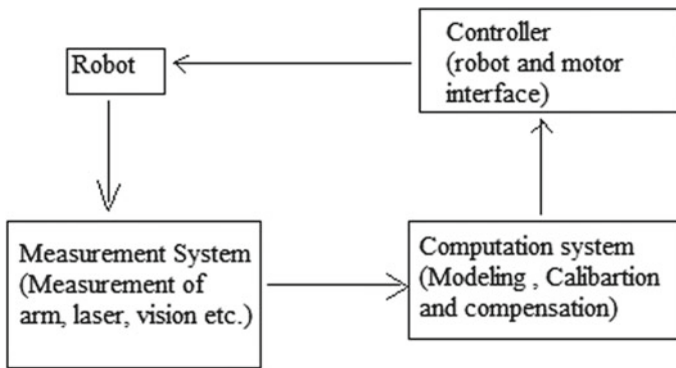 Robot
Controller
(robot and motor
interface)
Measurement System
(Measurement of
arm, laser, vision etc.)
Computation system
(Modeling , Calibartion
and compensation)